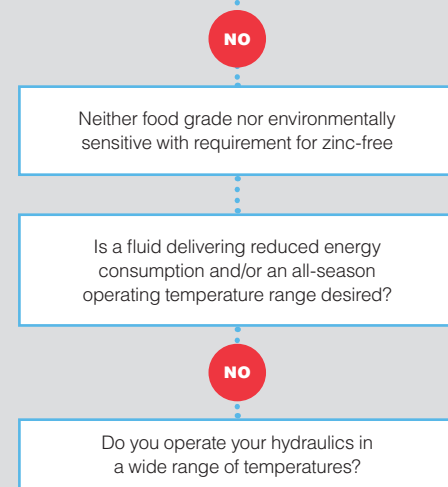 NO
Neither food grade nor environmentally
sensitive with requirement for zinc-free
Is a fluid delivering reduced energy
consumption and/or an all-season
operating temperature range desired?
NO
Do you operate your hydraulics in
a wide range of temperatures?